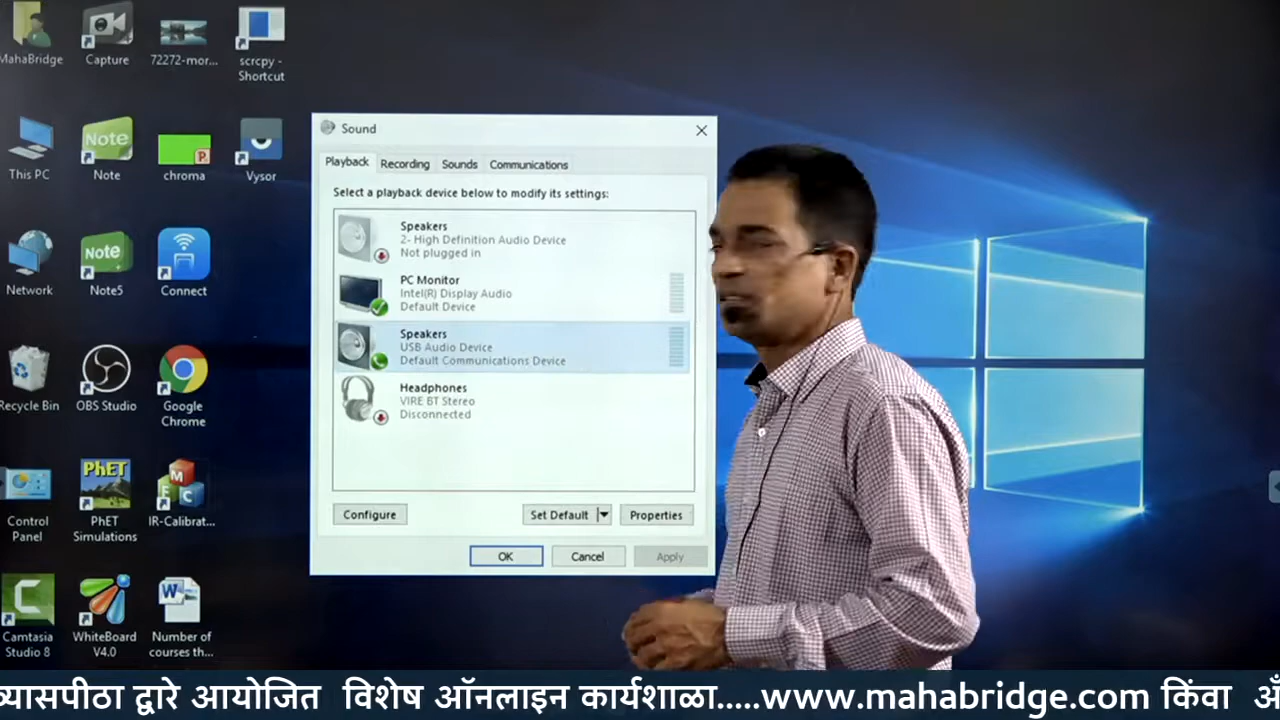 MahaBridge
Capture
72272-mor...
scrcpy -
Shortcut
This PC
Note
Note
chroma
Vysor
Network
Note
Note5
Connect
Recycle Bin
OBS Studio
Google
Chrome
Control
Panel
PhET
PhET
Simulations
IR-Calibrat...
Camtasia
Studio 8
WhiteBoard
V4.0
Number of
courses th...
Sound
Playback
Recording
Sounds
Communications
Select a playback device below to modify its settings:
Speakers
2- High Definition Audio Device
Not plugged in
PC Monitor
Intel(R) Display Audio
Default Device
Speakers
USB Audio Device
Default Communications Device
Headphones
VIRE BT Stereo
Disconnected
Configure
Set Default
Properties
OK
Cancel
Apply
व्यासपीठा द्वारे आयोजित विशेष ऑनलाइन कार्यशाळा.....www.mahabridge.com किंवा